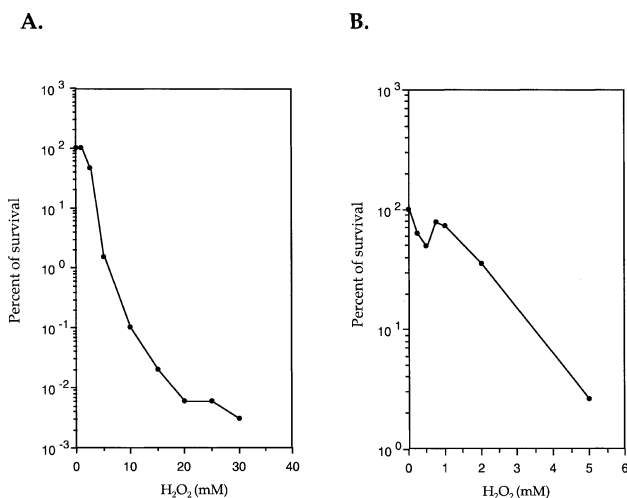 A.
B.
Percent of survival
10^3
10^2
10^1
10^0
10^-1
10^-2
10^-3
0 10 20 30 40
H₂O₂ (mM)
Percent of survival
10^3
10^2
10^1
10^0
0 1 2 3 4 5 6
H₂O₂ (mM)